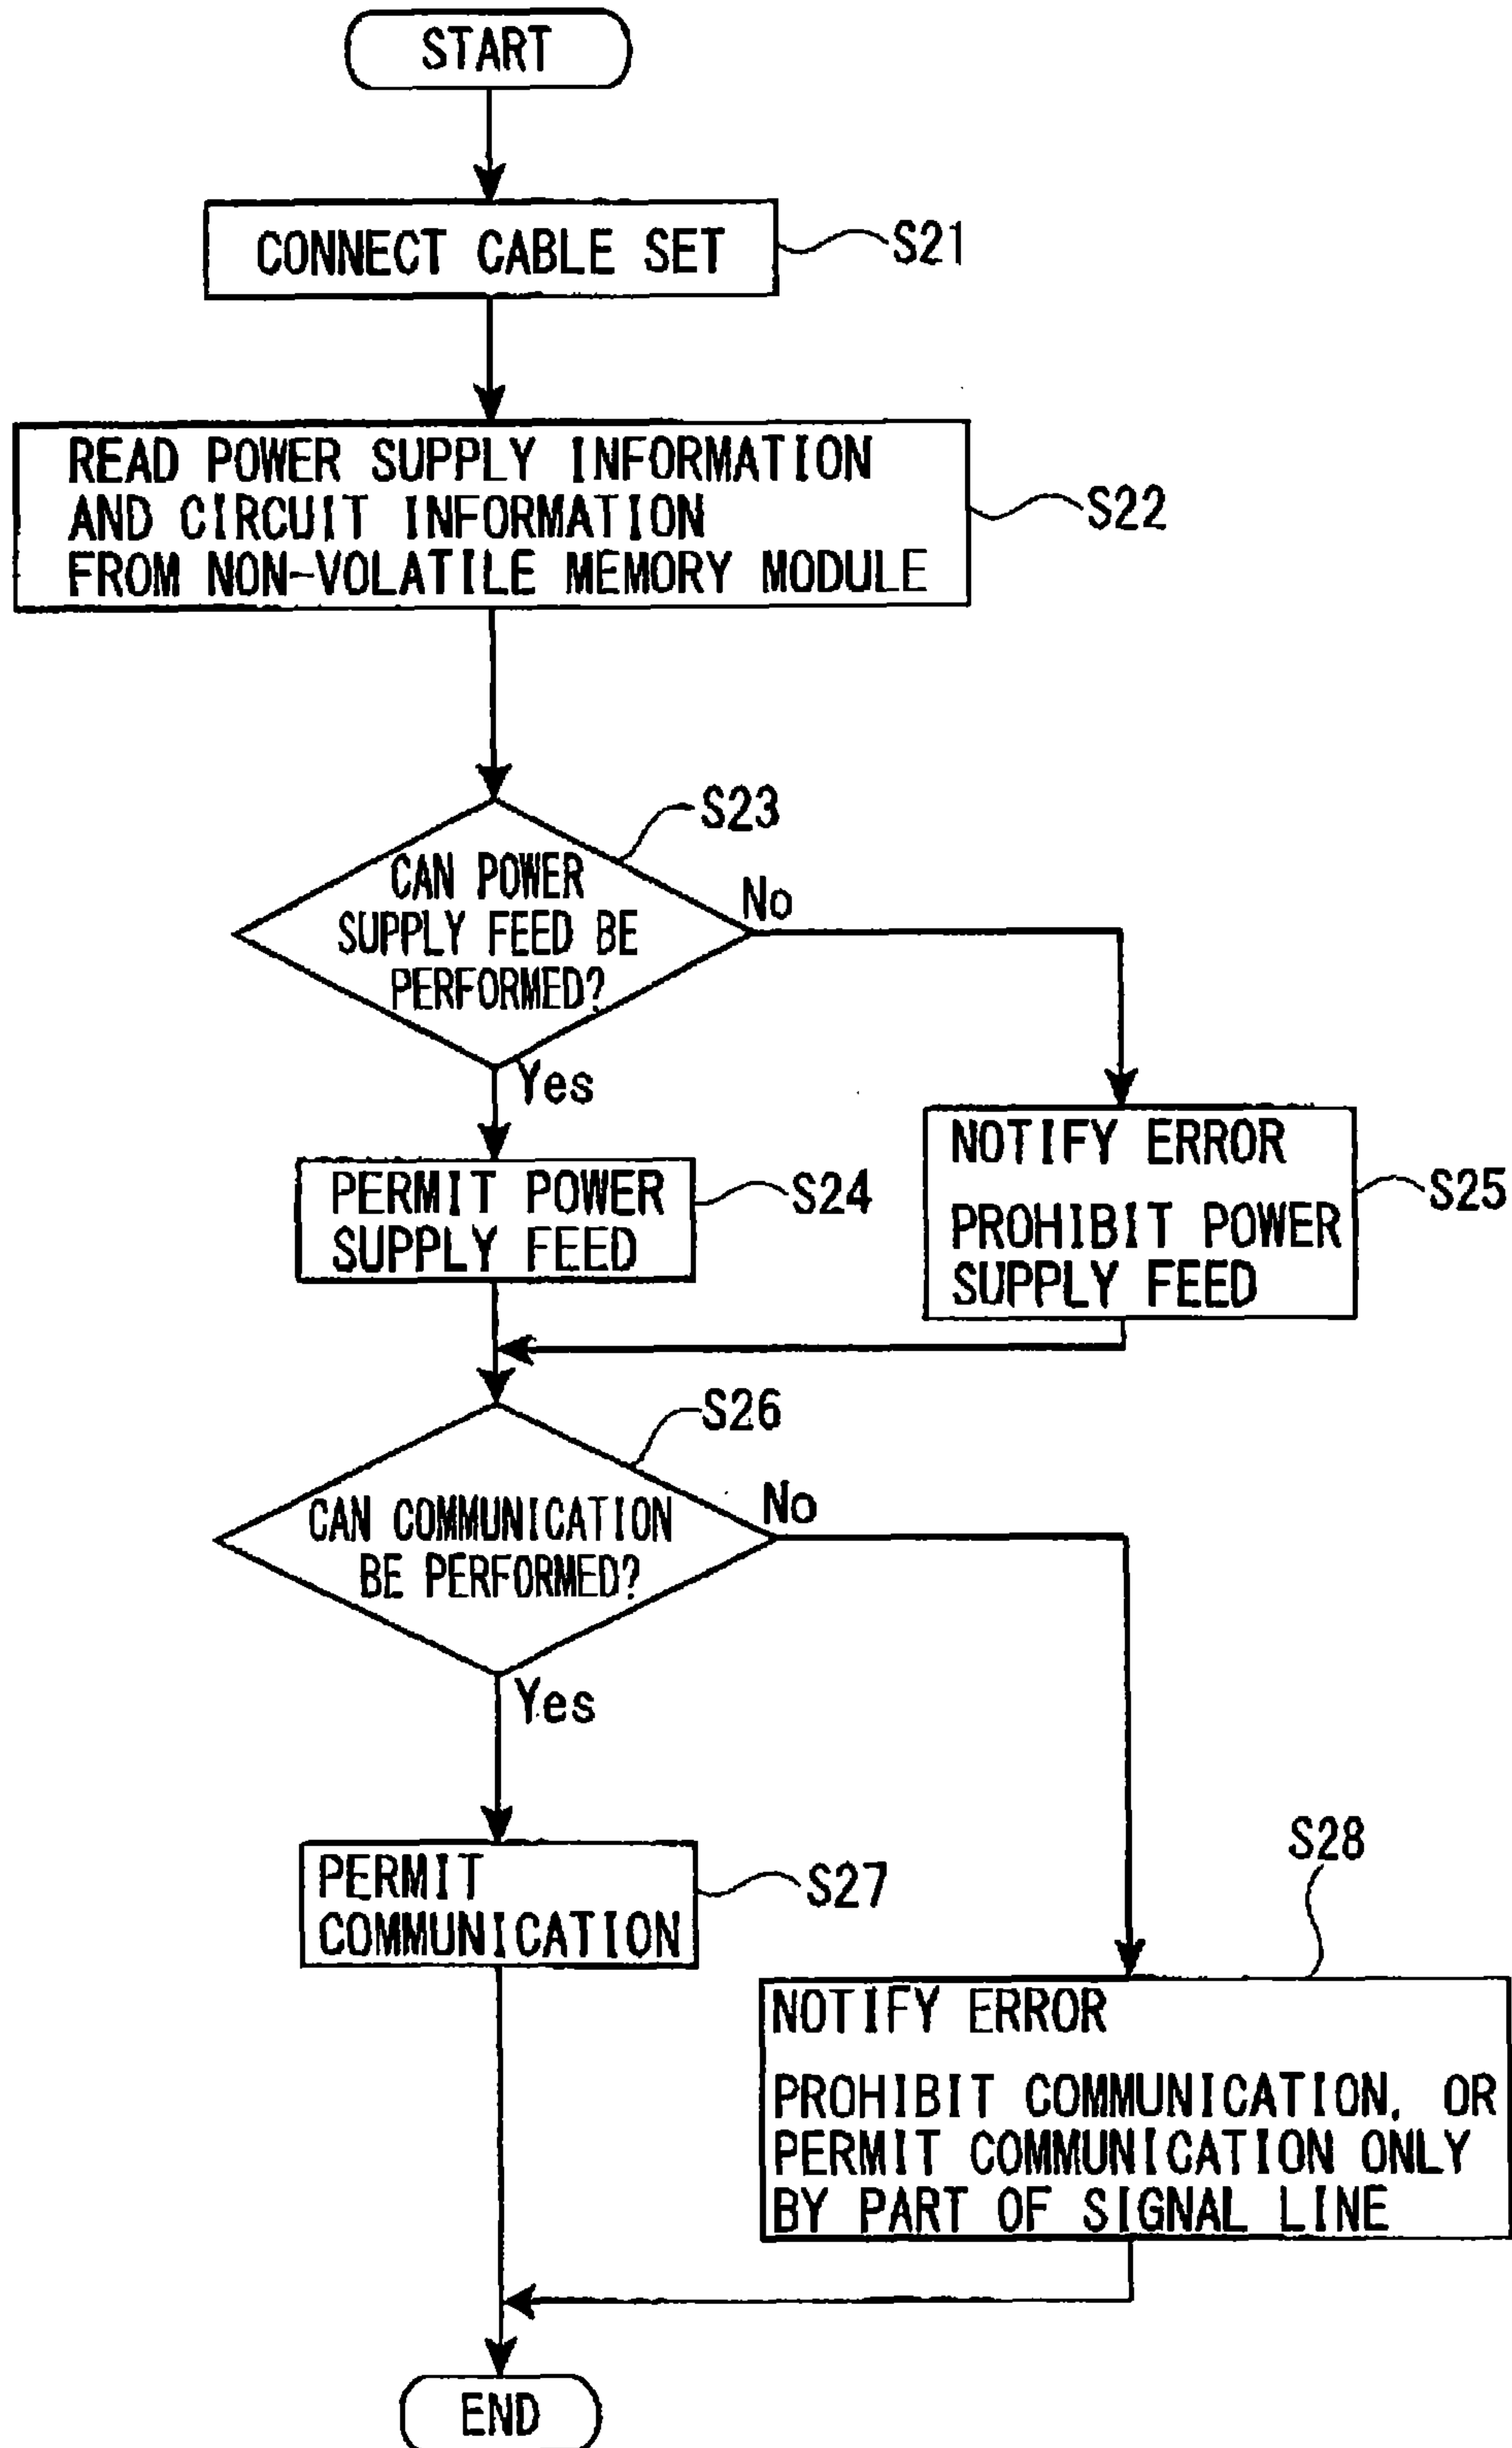 START
CONNECT CABLE SET
S21
READ POWER SUPPLY INFORMATION
AND CIRCUIT INFORMATION
FROM NON-VOLATILE MEMORY MODULE
S22
S23
CAN POWER
SUPPLY FEED BE
PERFORMED?
No
Yes
PERMIT POWER
SUPPLY FEED
S24
NOTIFY ERROR
PROHIBIT POWER
SUPPLY FEED
S25
S26
CAN COMMUNICATION
BE PERFORMED?
No
Yes
PERMIT
COMMUNICATION
S27
S28
NOTIFY ERROR
PROHIBIT COMMUNICATION, OR
PERMIT COMMUNICATION ONLY
BY PART OF SIGNAL LINE
END